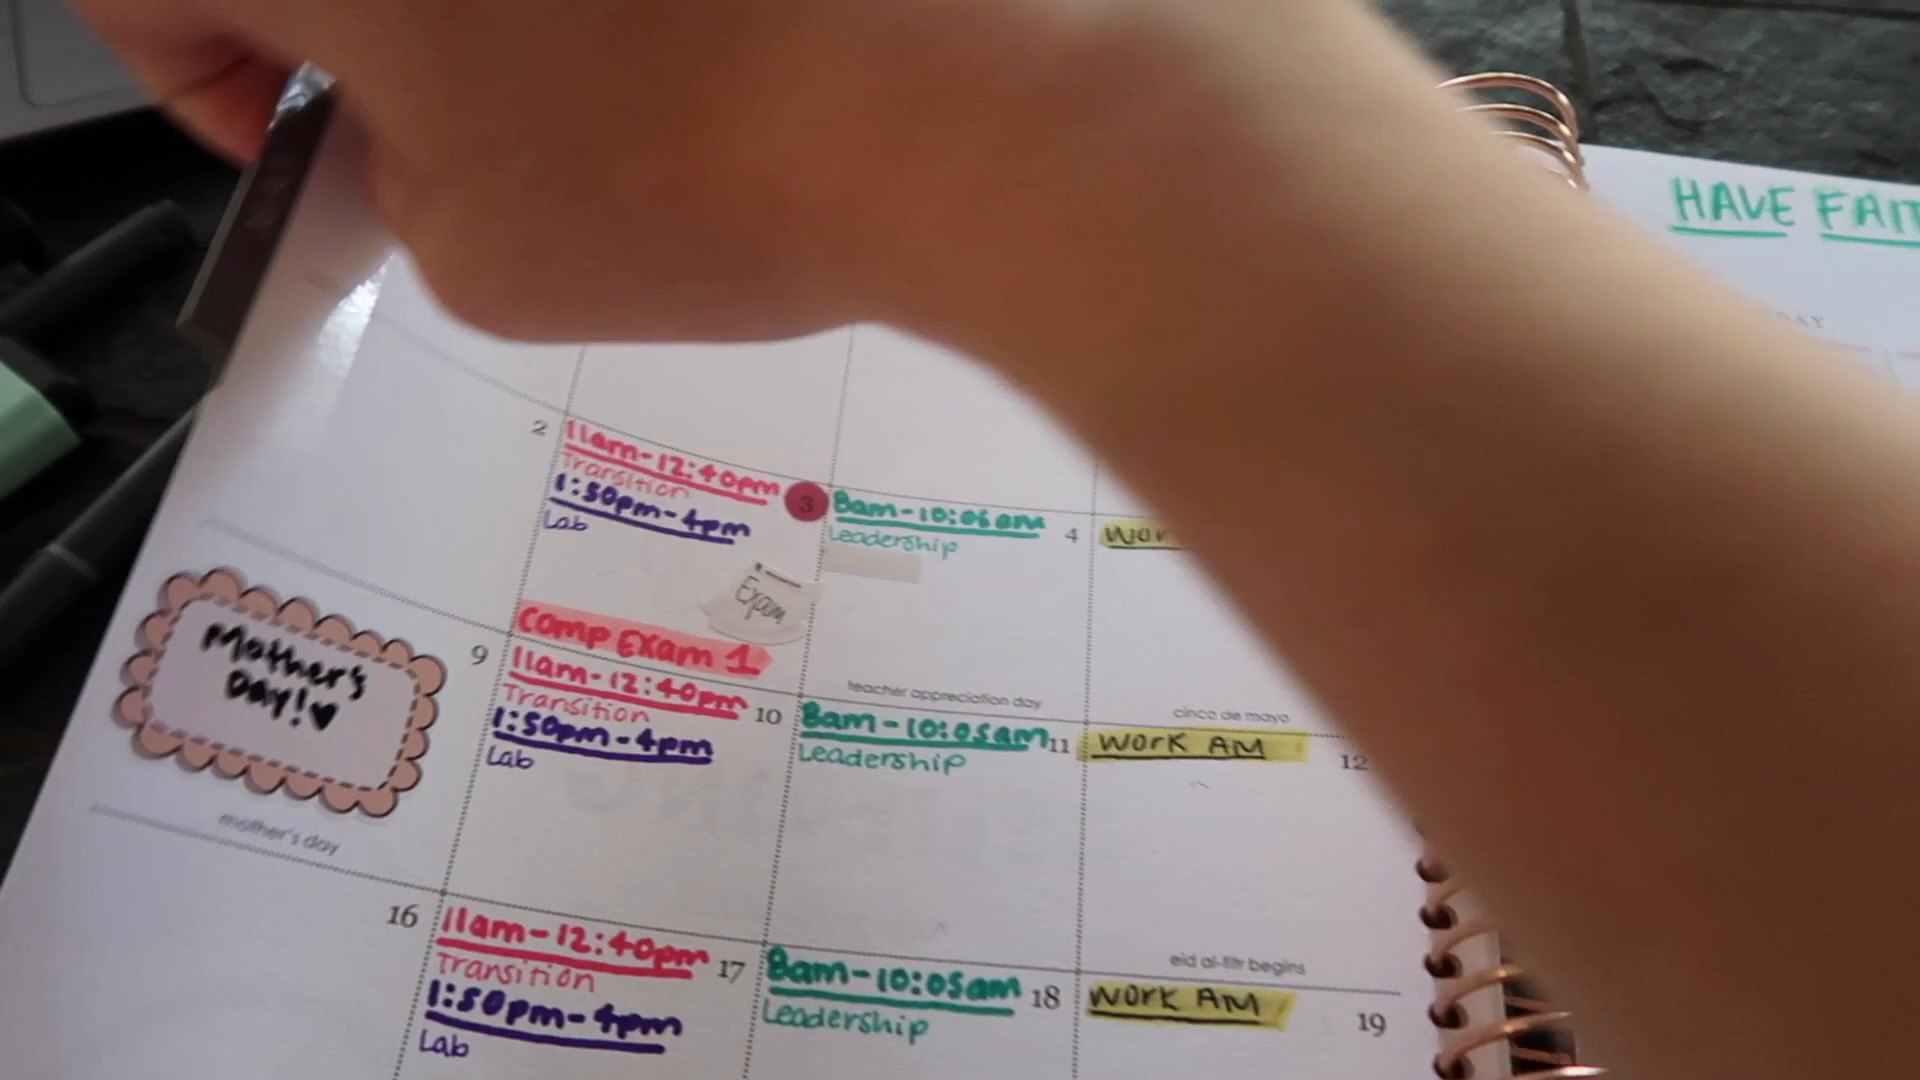 HAVE
2
11am-12:40pm
Transition
1:50pm-4pm
Lab
3
8am-10:05am
Leadership
4
Exam
Comp Exam 1
teacher appreciation day
cinco de mayo
Mother's
Day!♥
mother's day
9
11am-12:40pm
Transition
1:50pm-4pm
Lab
10
8am-10:05am
Leadership
11
Work AM
12
eid al-fitr begins
16
11am-12:40pm
Transition
1:50pm-4pm
Lab
17
8am-10:05am
Leadership
18
Work AM
19